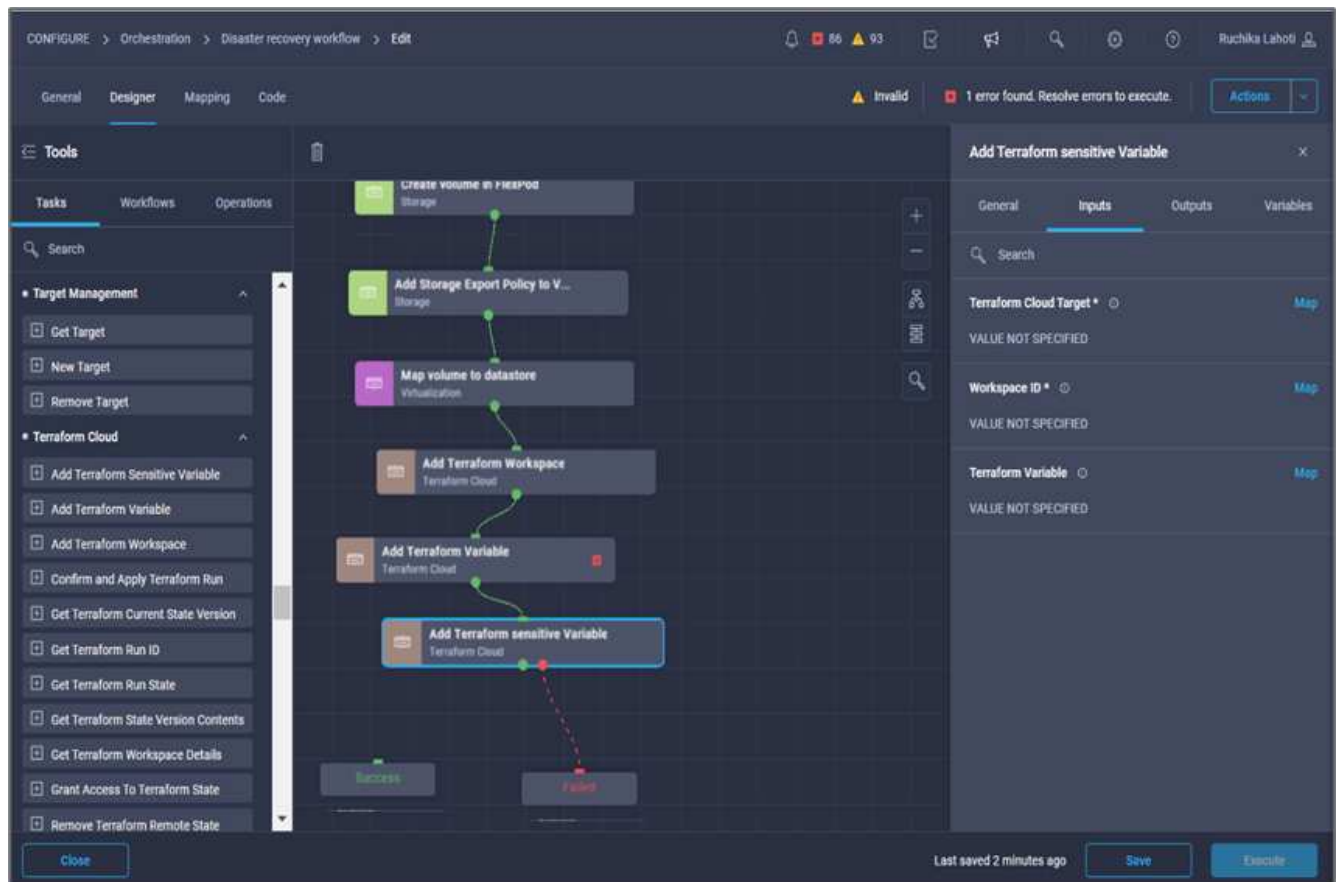 CONFIGURE > Orchestration > Disaster recovery workflow > Edit
86 93
Ruchika Lahoti
General Designer Mapping Code
Invalid
1 error found. Resolve errors to execute.
Actions
Tools
Tasks Workflows Operations
Search
Target Management
Get Target
New Target
Remove Target
Terraform Cloud
Add Terraform Sensitive Variable
Add Terraform Variable
Add Terraform Workspace
Confirm and Apply Terraform Run
Get Terraform Current State Version
Get Terraform Run ID
Get Terraform Run State
Get Terraform State Version Contents
Get Terraform Workspace Details
Grant Access To Terraform State
Remove Terraform Remote State
Create volume in FlexPod
Storage
Add Storage Export Policy to V...
Storage
Map volume to datastore
Virtualization
Add Terraform Workspace
Terraform Cloud
Add Terraform Variable
Terraform Cloud
Add Terraform sensitive Variable
Terraform Cloud
Success
Failed
Add Terraform sensitive Variable
General Inputs Outputs Variables
Search
Terraform Cloud Target * Map
VALUE NOT SPECIFIED
Workspace ID * Map
VALUE NOT SPECIFIED
Terraform Variable Map
VALUE NOT SPECIFIED
Close
Last saved 2 minutes ago
Save
Execute